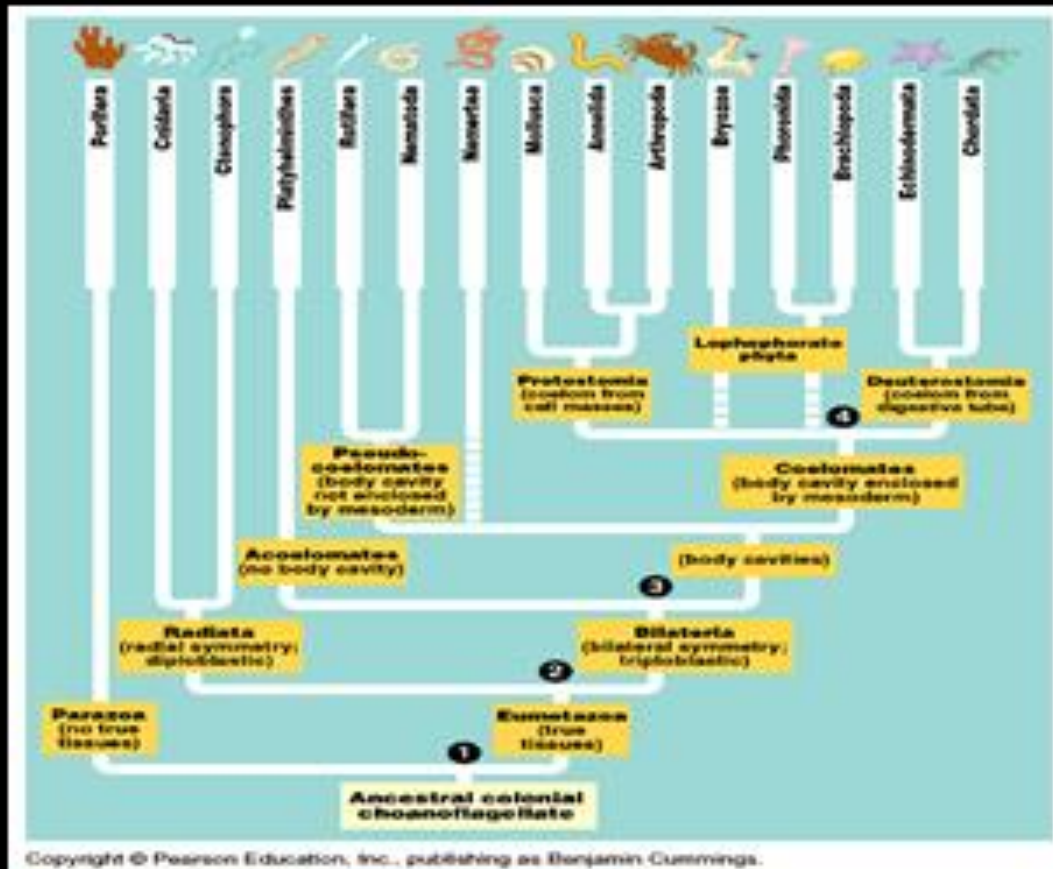 Porifera
Cnidaria
Ctenophora
Platyhelminthes
Rotifera
Nematoda
Nemertea
Mollusca
Annelida
Arthropoda
Bryozoa
Phoronida
Brachiopoda
Echinodermata
Chordata
Lophophorate
phyla
Protostomia
(coelom from
cell masses)
Deuterostomia
(coelom from
digestive tube)
4
Pseudo-
coelomates
(body cavity
not enclosed
by mesoderm)
Coelomates
(body cavity enclosed
by mesoderm)
Acoelomates
(no body cavity)
(body cavities)
3
Radiata
(radial symmetry;
diploblastic)
Bilateria
(bilateral symmetry;
triploblastic)
2
Parazoa
(no true
tissues)
Eumetazoa
(true
tissues)
1
Ancestral colonial
choanoflagellate
Copyright © Pearson Education, Inc., publishing as Benjamin Cummings.